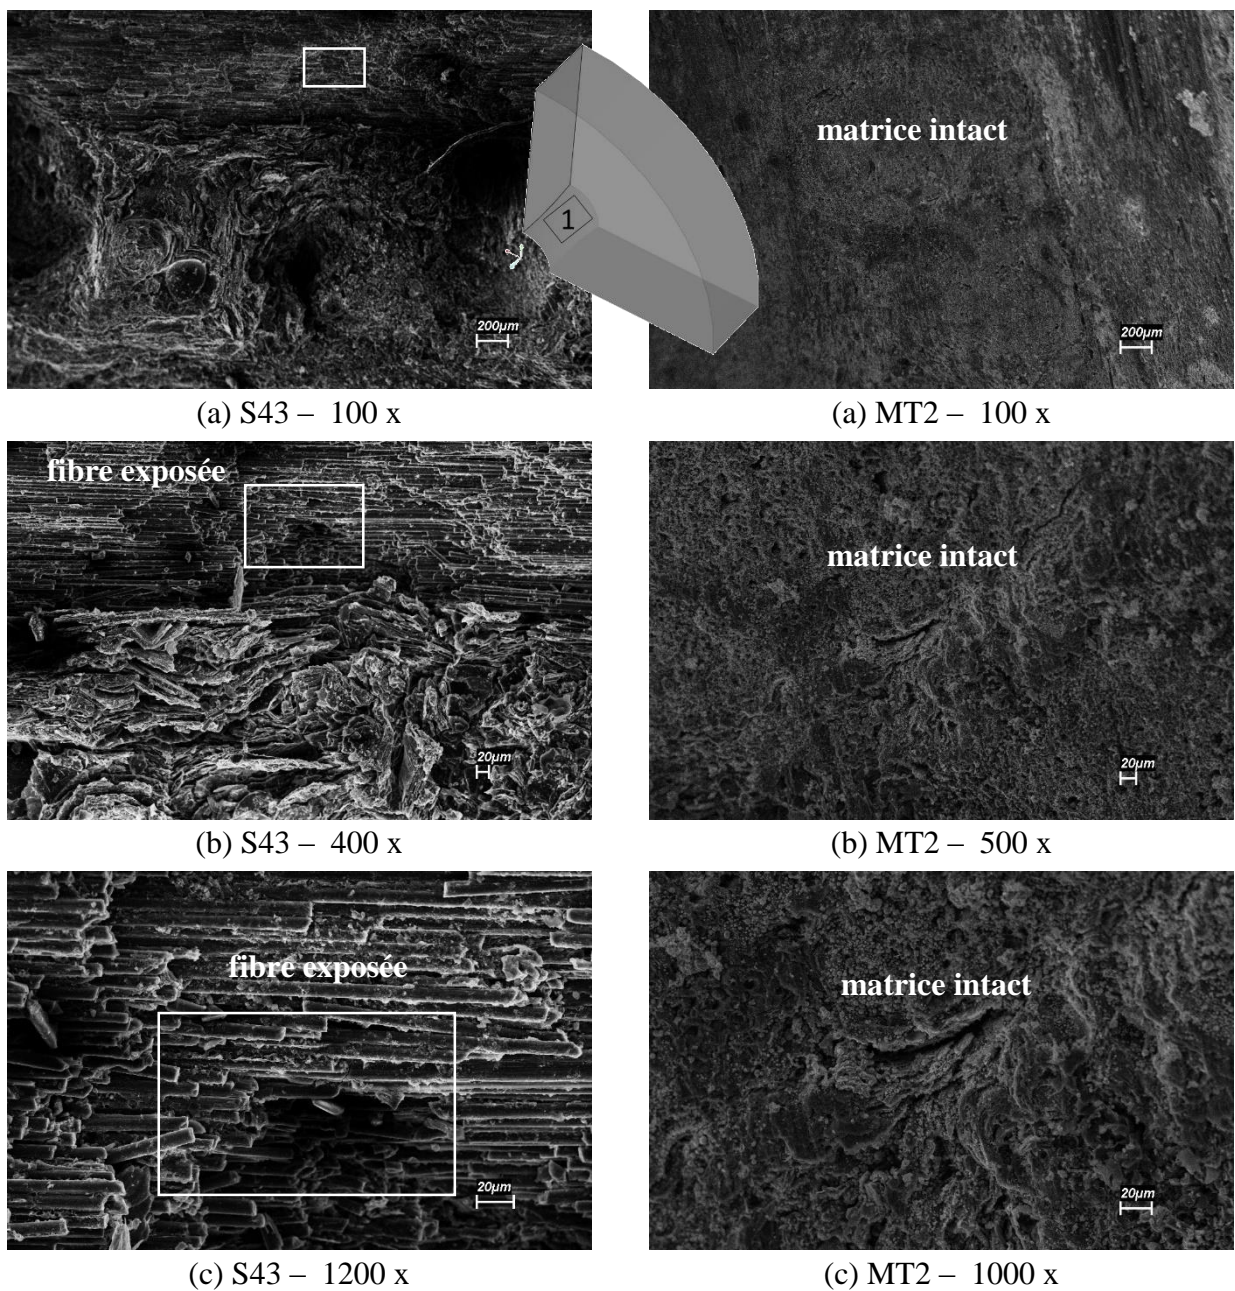 matrice intact
1
200µm
200µm
(a) S43 – 100 x
(a) MT2 – 100 x
fibre exposée
matrice intact
20µm
20µm
(b) S43 – 400 x
(b) MT2 – 500 x
fibre exposée
matrice intact
20µm
20µm
(c) S43 – 1200 x
(c) MT2 – 1000 x